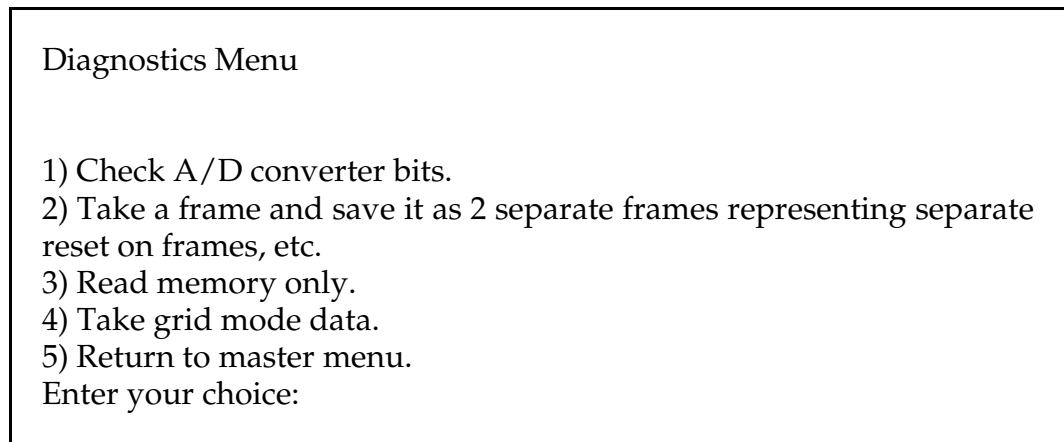 Diagnostics Menu
1) Check A/D converter bits.
2) Take a frame and save it as 2 separate frames representing separate
reset on frames, etc.
3) Read memory only.
4) Take grid mode data.
5) Return to master menu.
Enter your choice: